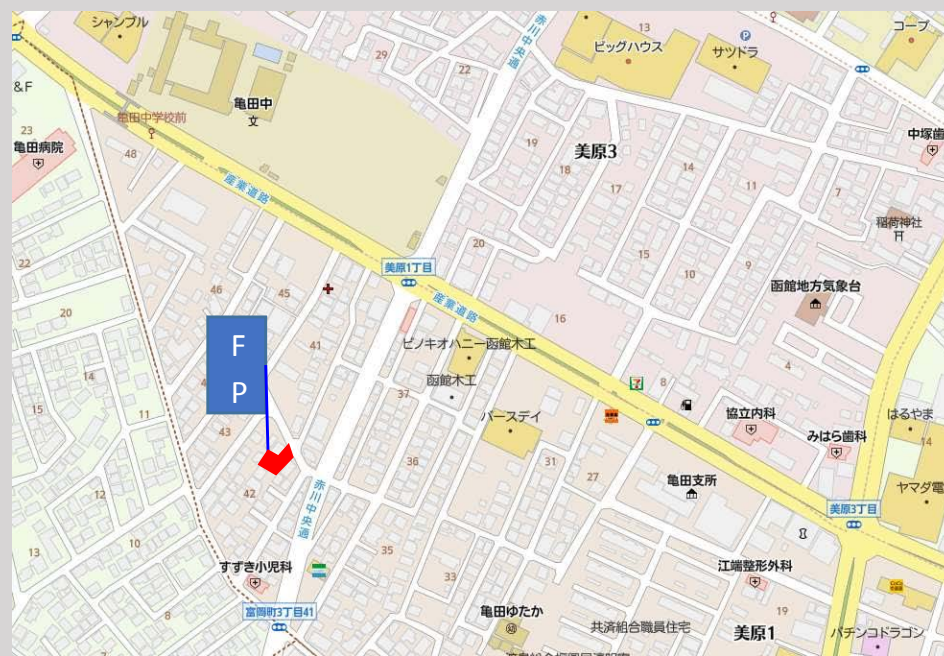 シャンブル
赤川中央通
13
ビッグハウス
サツドラ
コープ
29
22
&F
亀田中
文
亀田中学校前
23
亀田病院
48
美原3
19
18
17
14
11
7
中塚歯
稲荷神社
産業道路
20
15
10
9
22
46
45
美原1丁目
産業道路
函館地方気象台
20
16
4
41
ピノキオハニー函館木工
F
P
14
15
11
37
函館木工
8
協立内科
はるやま
バースデイ
みはら歯科
14
43
36
31
27
亀田支所
ヤマダ電
42
12
赤川中央通
美原3丁目
10
13
35
すずき小児科
33
江端整形外科
8
富岡町3丁目41
亀田ゆたか
幼
共済組合職員住宅
19
美原1
パチンコドラゴン